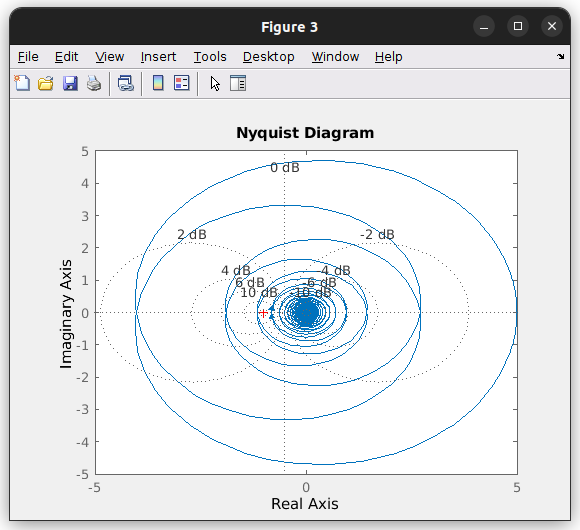 Figure 3
File Edit View Insert Tools Desktop Window Help
Nyquist Diagram
5
4
3
2
1
0
-1
-2
-3
-4
-5
Imaginary Axis
0 dB
2 dB
-2 dB
4 dB
4 dB
6 dB
-6 dB
10 dB
-10 dB
-5
0
5
Real Axis